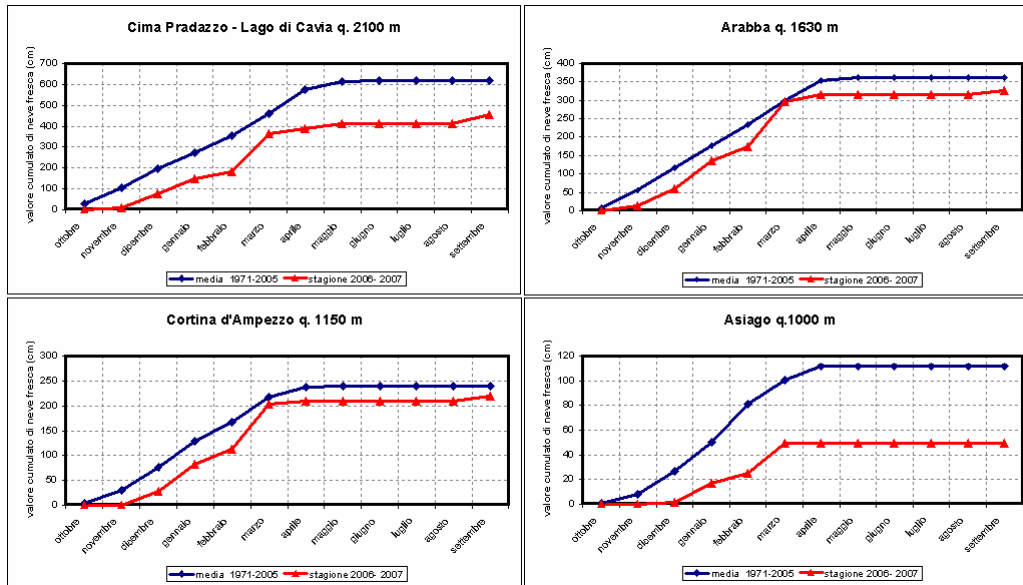 Cima Pradazzo - Lago di Cavia q. 2100 m
valore cumulato di neve fresca (cm)
700
600
500
400
300
200
100
0
ottobre
novembre
dicembre
gennaio
febbraio
marzo
aprile
maggio
giugno
luglio
agosto
settembre
media 1971-2005
stagione 2006- 2007
Arabba q. 1630 m
valore cumulato di neve fresca (cm)
400
350
300
250
200
150
100
50
0
ottobre
novembre
dicembre
gennaio
febbraio
marzo
aprile
maggio
giugno
luglio
agosto
settembre
media 1971-2005
stagione 2006- 2007
Cortina d'Ampezzo q. 1150 m
valore cumulato di neve fresca (cm)
300
250
200
150
100
50
0
ottobre
novembre
dicembre
gennaio
febbraio
marzo
aprile
maggio
giugno
luglio
agosto
settembre
media 1971-2005
stagione 2006- 2007
Asiago q.1000 m
valore cumulato di neve fresca (cm)
120
100
80
60
40
20
0
ottobre
novembre
dicembre
gennaio
febbraio
marzo
aprile
maggio
giugno
luglio
agosto
settembre
media 1971-2005
stagione 2006- 2007